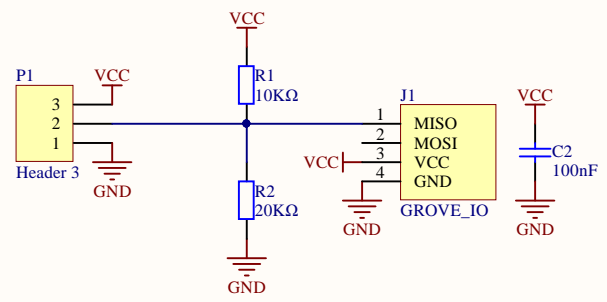 VCC
P1
VCC
R1
10KΩ
J1
VCC
3
2
1
1
2
3
4
MISO
MOSI
VCC
GND
VCC
C2
100nF
Header 3
GND
R2
20KΩ
GROVE_IO
GND
GND
GND